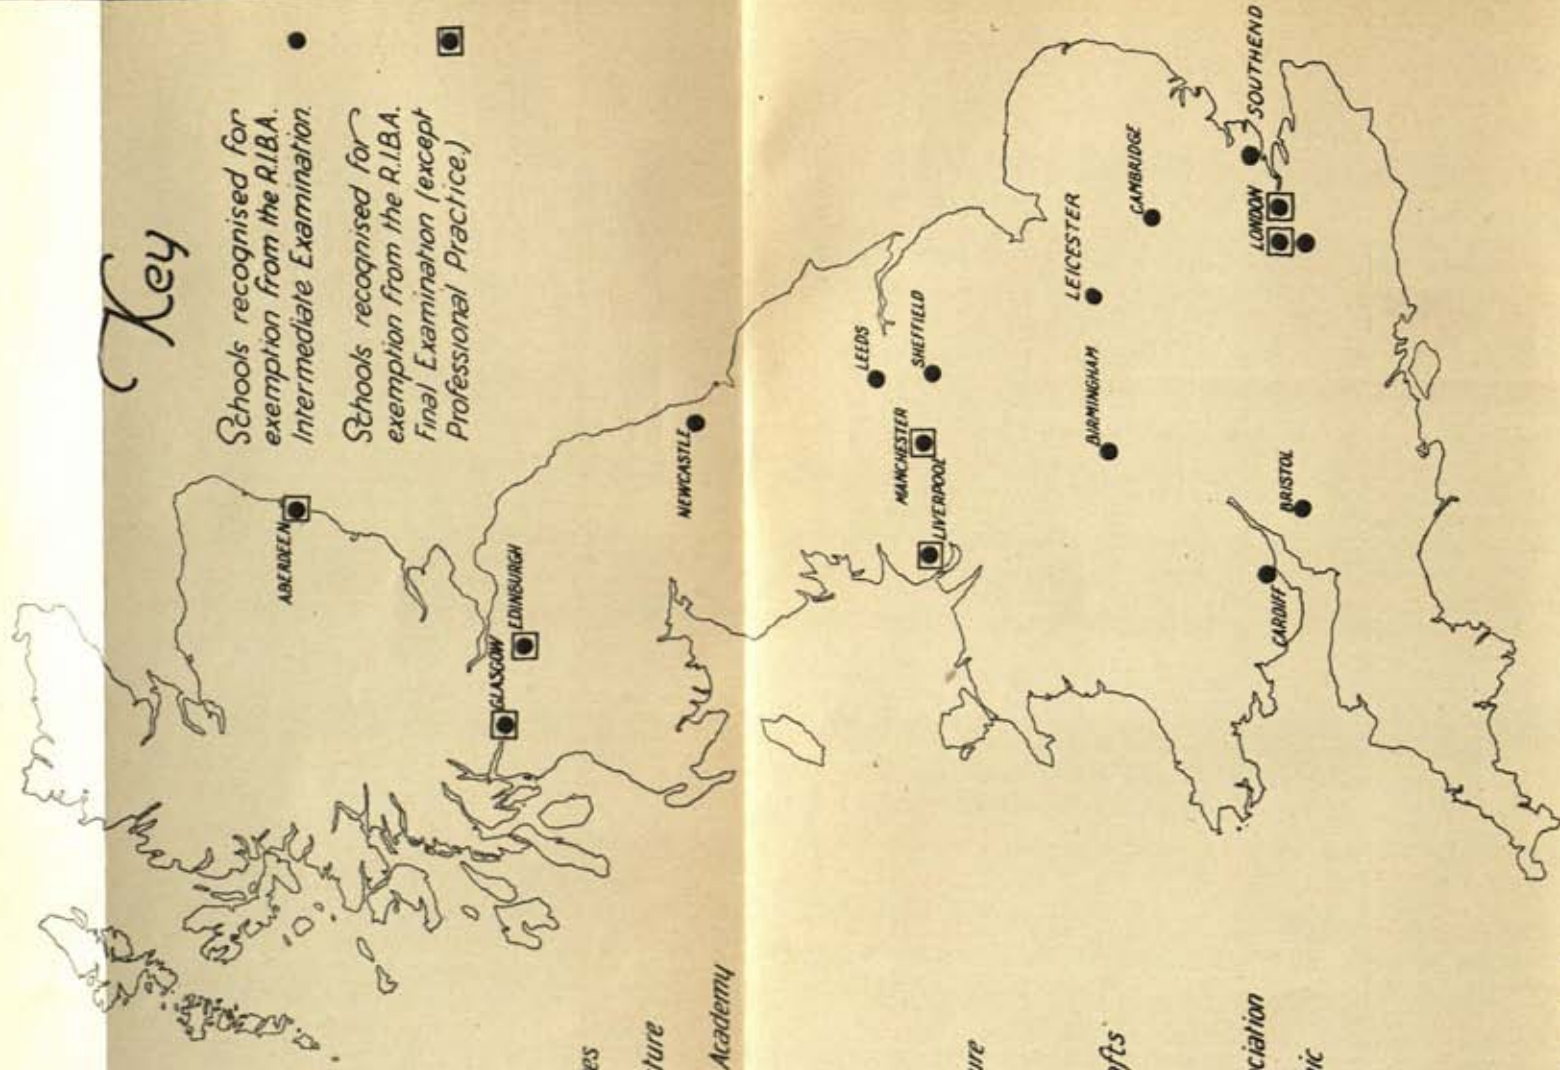 Key
Schools recognised for
exemption from the R.I.B.A.
Intermediate Examination.
Schools recognised for
exemption from the R.I.B.A.
Final Examination (except
Professional Practice.)
ABERDEEN
GLASGOW
EDINBURGH
NEWCASTLE
LEEDS
SHEFFIELD
MANCHESTER
LIVERPOOL
LEICESTER
BIRMINGHAM
CAMBRIDGE
SOUTHEND
LONDON
BRISTOL
CARDIFF
Academy